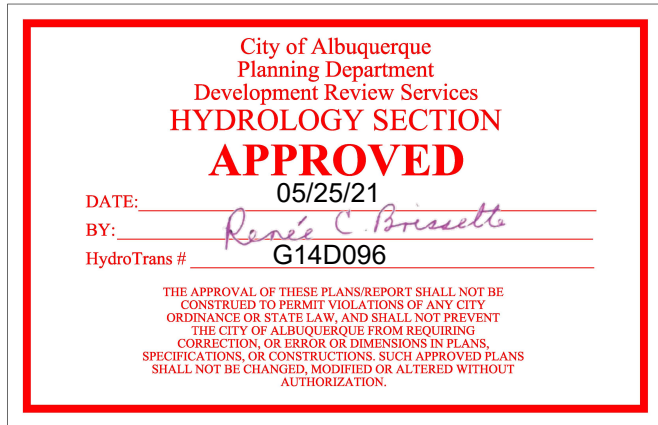 City of Albuquerque
Planning Department
Development Review Services
HYDROLOGY SECTION
APPROVED
DATE: 05/25/21
BY: Renée C. Brissette
HydroTrans # G14D096
THE APPROVAL OF THESE PLANS/REPORT SHALL NOT BE
CONSTRUED TO PERMIT VIOLATIONS OF ANY CITY
ORDINANCE OR STATE LAW, AND SHALL NOT PREVENT
THE CITY OF ALBUQUERQUE FROM REQUIRING
CORRECTION, OR ERROR OR DIMENSIONS IN PLANS,
SPECIFICATIONS, OR CONSTRUCTIONS. SUCH APPROVED PLANS
SHALL NOT BE CHANGED, MODIFIED OR ALTERED WITHOUT
AUTHORIZATION.